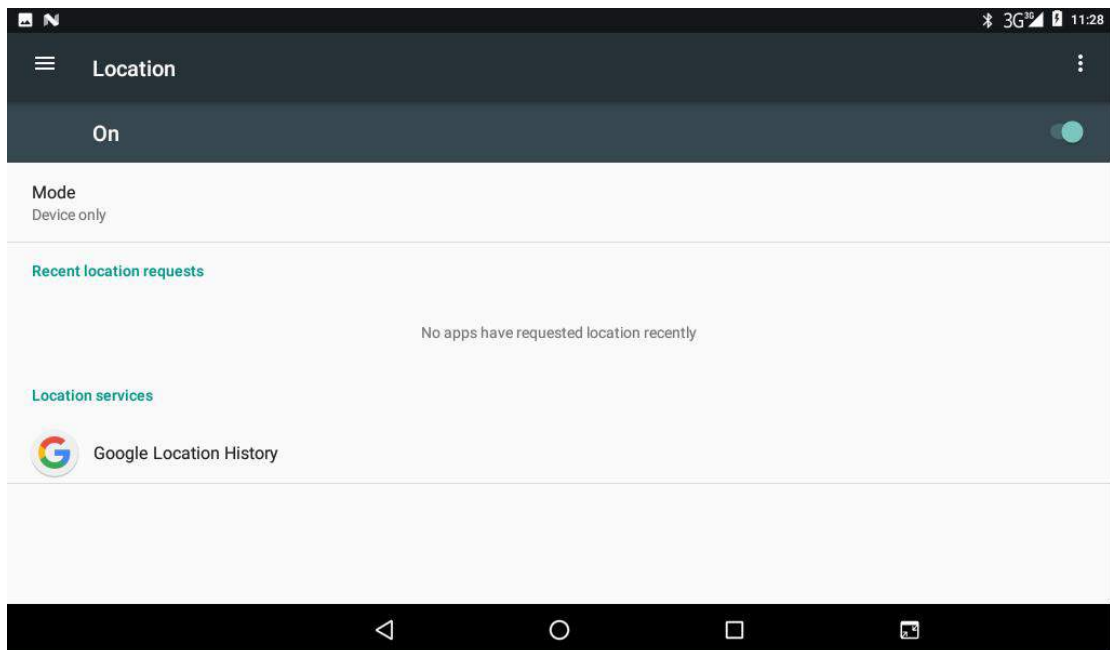 3G 3G 11:28
Location
On
Mode
Device only
Recent location requests
No apps have requested location recently
Location services
Google Location History